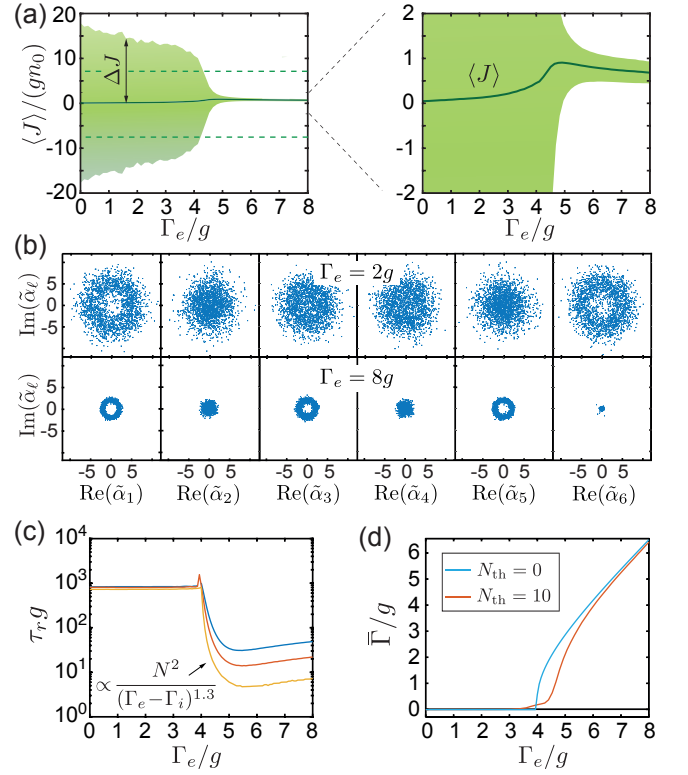 (a)
⟨J⟩/(gn₀)
20
10
0
-10
-20
ΔJ
0 1 2 3 4 5 6 7 8
Γₑ/g
2
1
0
-1
-2
⟨J⟩
0 1 2 3 4 5 6 7 8
Γₑ/g
(b)
Im(α̃_ℓ)
5
0
-5
Γₑ = 2g
Im(α̃_ℓ)
5
0
-5
Γₑ = 8g
-5 0 5 -5 0 5 -5 0 5 -5 0 5 -5 0 5 -5 0 5
Re(α̃₁) Re(α̃₂) Re(α̃₃) Re(α̃₄) Re(α̃₅) Re(α̃₆)
(c)
τᵣg
10⁴
10³
10²
10¹
10⁰
∝ N²/(Γₑ−Γᵢ)^1.3
0 1 2 3 4 5 6 7 8
Γₑ/g
(d)
Γ̄/g
6
5
4
3
2
1
0
N_th = 0
N_th = 10
0 1 2 3 4 5 6 7 8
Γₑ/g